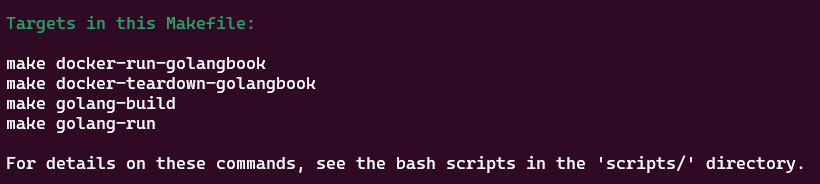 Targets in this Makefile:
make docker-run-golangbook
make docker-teardown-golangbook
make golang-build
make golang-run
For details on these commands, see the bash scripts in the 'scripts/' directory.